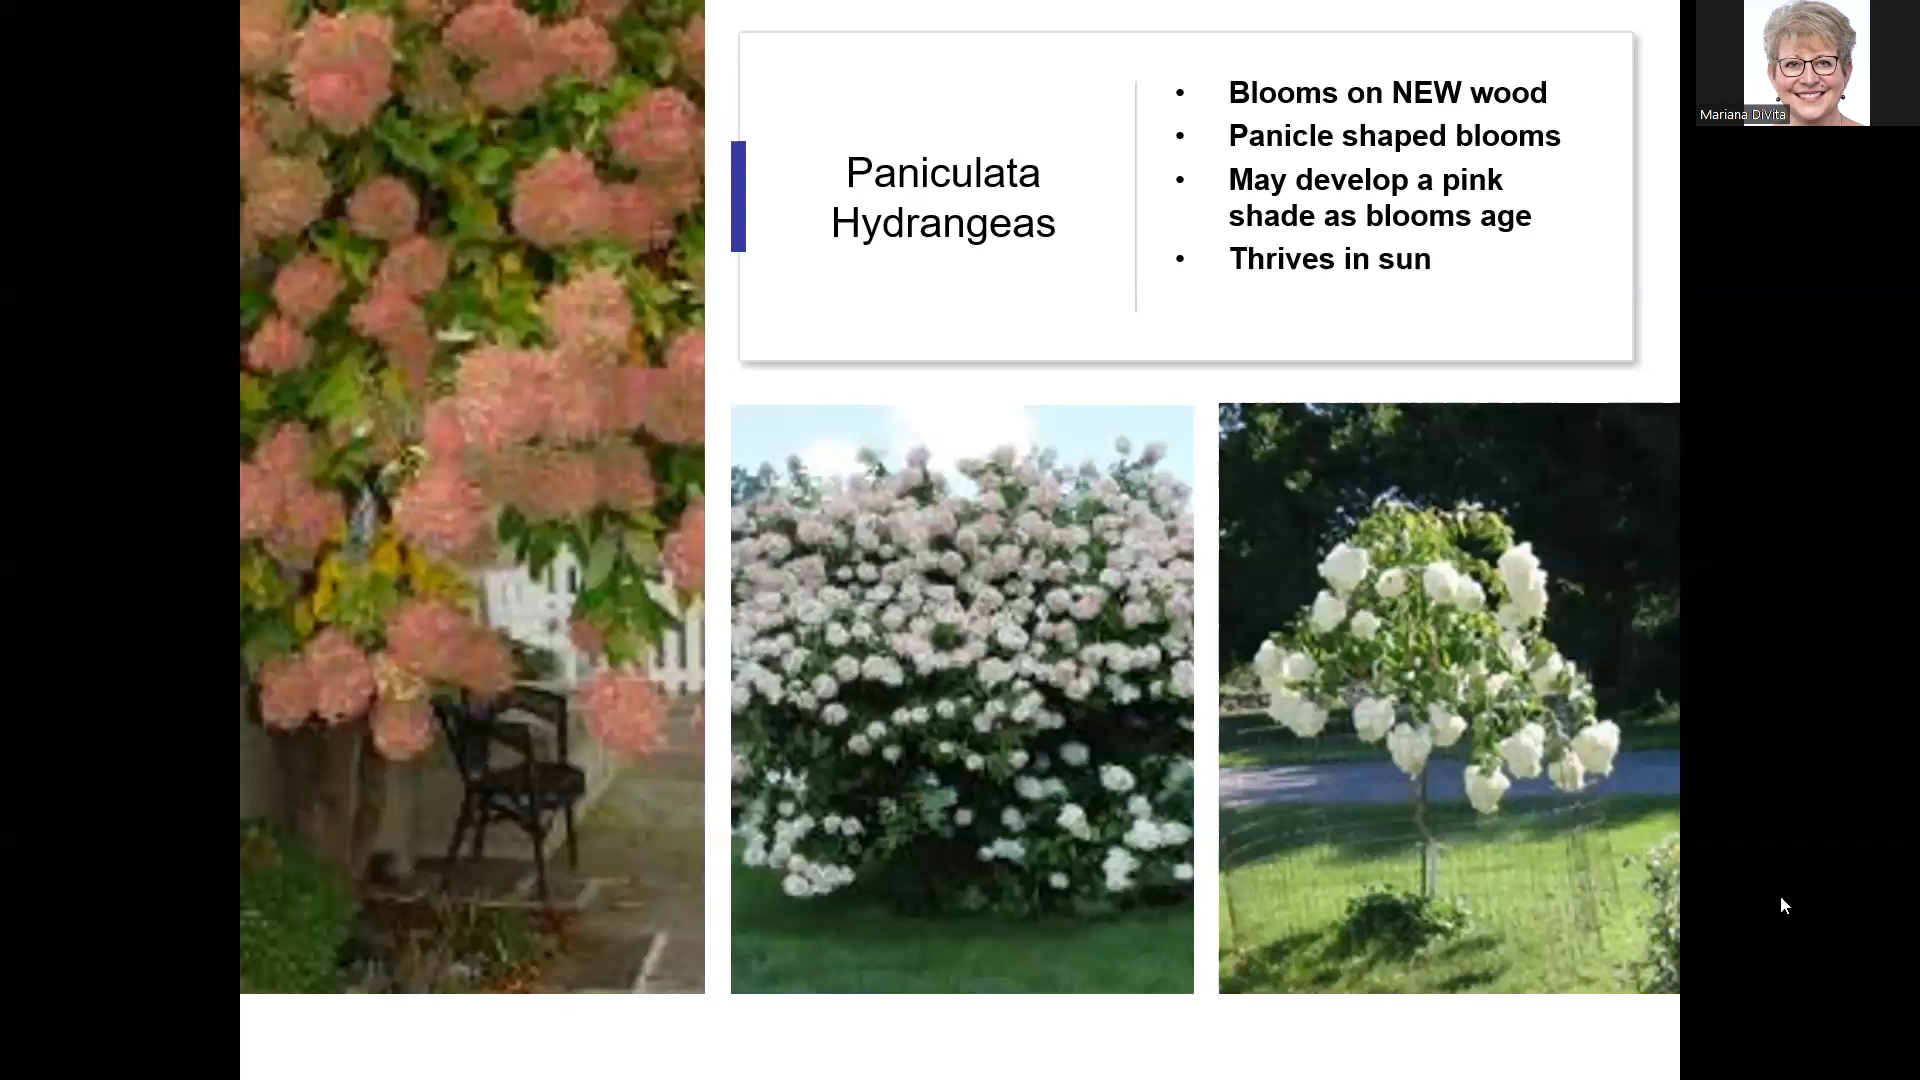 Paniculata
Hydrangeas
• Blooms on NEW wood
• Panicle shaped blooms
• May develop a pink
shade as blooms age
• Thrives in sun
Mariana DiVita